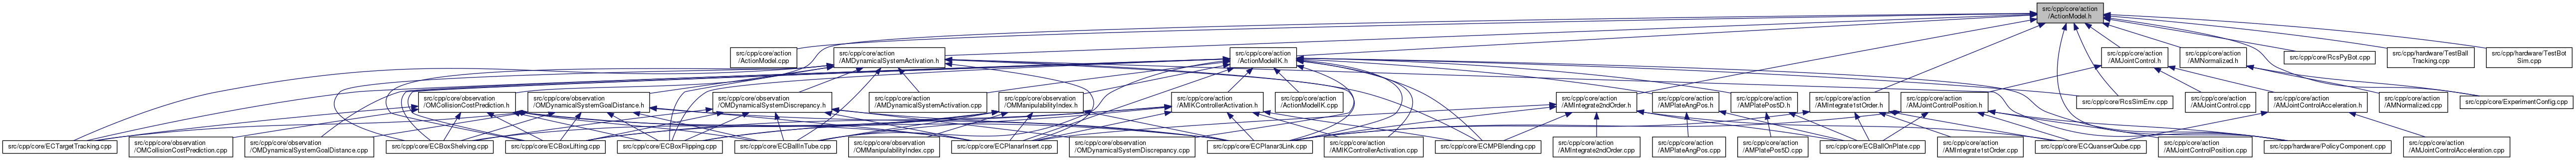 src/cpp/core/action
/ActionModel.h
src/cpp/core/action
/ActionModel.cpp
src/cpp/core/action
/AMDynamicalSystemActivation.h
src/cpp/core/action
/ActionModelIK.h
src/cpp/core/action
/AMJointControl.h
src/cpp/core/action
/AMNormalized.h
src/cpp/core/RcsPyBot.cpp
src/cpp/hardware/TestBall
Tracking.cpp
src/cpp/hardware/TestBot
Sim.cpp
src/cpp/core/observation
/OMCollisionCostPrediction.h
src/cpp/core/observation
/OMDynamicalSystemGoalDistance.h
src/cpp/core/observation
/OMDynamicalSystemDiscrepancy.h
src/cpp/core/action
/AMDynamicalSystemActivation.cpp
src/cpp/core/observation
/OMManipulabilityIndex.h
src/cpp/core/action
/AMIKControllerActivation.h
src/cpp/core/action
/ActionModelIK.cpp
src/cpp/core/action
/AMIntegrate2ndOrder.h
src/cpp/core/action
/AMPlateAngPos.h
src/cpp/core/action
/AMPlatePos5D.h
src/cpp/core/action
/AMIntegrate1stOrder.h
src/cpp/core/action
/AMJointControlPosition.h
src/cpp/core/RcsSimEnv.cpp
src/cpp/core/action
/AMJointControl.cpp
src/cpp/core/action
/AMJointControlAcceleration.h
src/cpp/core/action
/AMNormalized.cpp
src/cpp/core/ExperimentConfig.cpp
src/cpp/core/ECTargetTracking.cpp
src/cpp/core/observation
/OMCollisionCostPrediction.cpp
src/cpp/core/observation
/OMDynamicalSystemGoalDistance.cpp
src/cpp/core/ECBoxShelving.cpp
src/cpp/core/ECBoxLifting.cpp
src/cpp/core/ECBoxFlipping.cpp
src/cpp/core/ECBallInTube.cpp
src/cpp/core/observation
/OMManipulabilityIndex.cpp
src/cpp/core/ECPlanarInsert.cpp
src/cpp/core/observation
/OMDynamicalSystemDiscrepancy.cpp
src/cpp/core/ECPlanar3Link.cpp
src/cpp/core/action
/AMIKControllerActivation.cpp
src/cpp/core/ECMPBlending.cpp
src/cpp/core/action
/AMIntegrate2ndOrder.cpp
src/cpp/core/action
/AMPlateAngPos.cpp
src/cpp/core/action
/AMPlatePos5D.cpp
src/cpp/core/ECBallOnPlate.cpp
src/cpp/core/action
/AMIntegrate1stOrder.cpp
src/cpp/core/ECQuanserQube.cpp
src/cpp/core/action
/AMJointControlPosition.cpp
src/cpp/hardware/PolicyComponent.cpp
src/cpp/core/action
/AMJointControlAcceleration.cpp